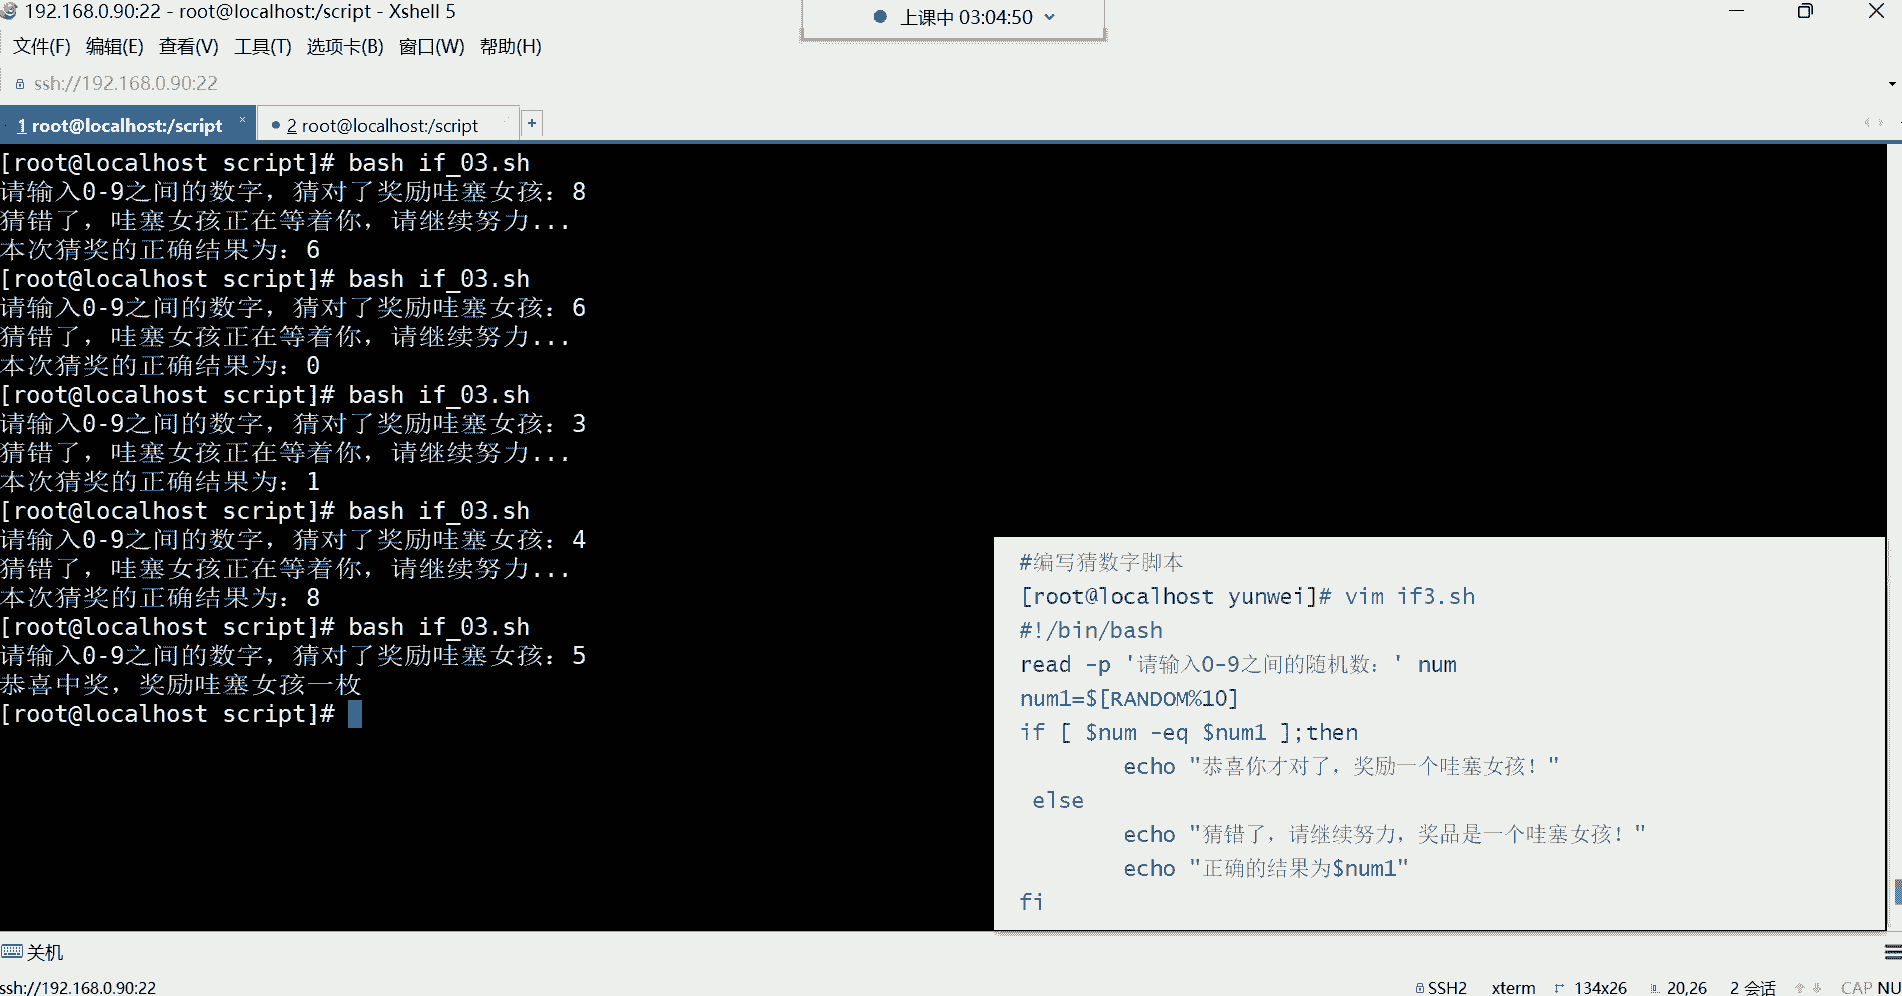 192.168.0.90:22 - root@localhost:/script - Xshell 5
上课中 03:04:50
文件(F) 编辑(E) 查看(V) 工具(T) 选项卡(B) 窗口(W) 帮助(H)
ssh://192.168.0.90:22
1 root@localhost:/script × 2 root@localhost:/script +
[root@localhost script]# bash if_03.sh
请输入0-9之间的数字，猜对了奖励哇塞女孩：8
猜错了，哇塞女孩正在等着你，请继续努力...
本次猜奖的正确结果为：6
[root@localhost script]# bash if_03.sh
请输入0-9之间的数字，猜对了奖励哇塞女孩：6
猜错了，哇塞女孩正在等着你，请继续努力...
本次猜奖的正确结果为：0
[root@localhost script]# bash if_03.sh
请输入0-9之间的数字，猜对了奖励哇塞女孩：3
猜错了，哇塞女孩正在等着你，请继续努力...
本次猜奖的正确结果为：1
[root@localhost script]# bash if_03.sh
请输入0-9之间的数字，猜对了奖励哇塞女孩：4
猜错了，哇塞女孩正在等着你，请继续努力...
本次猜奖的正确结果为：8
[root@localhost script]# bash if_03.sh
请输入0-9之间的数字，猜对了奖励哇塞女孩：5
恭喜中奖，奖励哇塞女孩一枚
[root@localhost script]#
#编写猜数字脚本
[root@localhost yunwei]# vim if3.sh
#!/bin/bash
read -p '请输入0-9之间的随机数：' num
num1=$[RANDOM%10]
if [ $num -eq $num1 ];then
echo "恭喜你才对了，奖励一个哇塞女孩！"
else
echo "猜错了，请继续努力，奖品是一个哇塞女孩！"
echo "正确的结果为$num1"
fi
关机
ssh://192.168.0.90:22 SSH2 xterm 134x26 20,26 2 会话 CAP NU